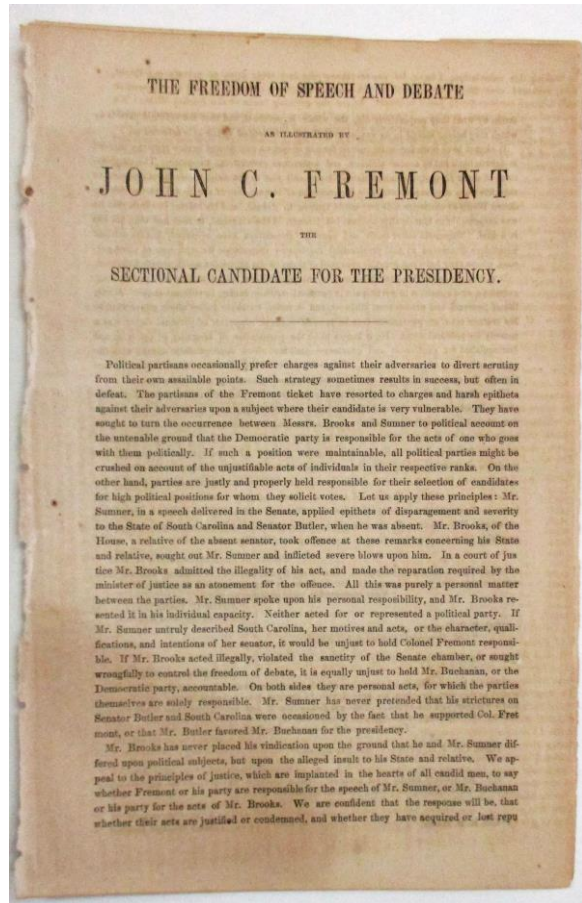 THE FREEDOM OF SPEECH AND DEBATE
AS ILLUSTRATED BY
JOHN C. FREMONT
THE
SECTIONAL CANDIDATE FOR THE PRESIDENCY.
Political partisans occasionally prefer charges against their adversaries to divert scrutiny
from their own assailable points. Such strategy sometimes results in success, but often in
defeat. The partisans of the Fremont ticket have resorted to charges and harsh epithets
against their adversaries upon a subject where their candidate is very vulnerable. They have
sought to turn the occurrence between Messrs. Brooks and Sumner to political account on
the untenable ground that the Democratic party is responsible for the acts of one who goes
with them politically. If such a position were maintainable, all political parties might be
crushed on account of the unjustifiable acts of individuals in their respective ranks. On the
other hand, parties are justly and properly held responsible for their selection of candidates
for high political positions for whom they solicit votes. Let us apply these principles: Mr.
Sumner, in a speech delivered in the Senate, applied epithets of disparagement and severity
to the State of South Carolina and Senator Butler, when he was absent. Mr. Brooks, of the
House, a relative of the absent senator, took offence at these remarks concerning his State
and relative, sought out Mr. Sumner and inflicted severe blows upon him. In a court of jus
tice Mr. Brooks admitted the illegality of his act, and made the reparation required by the
minister of justice as an atonement for the offence. All this was purely a personal matter
between the parties. Mr. Sumner spoke upon his personal resposibility, and Mr. Brooks re-
sented it in his individual capacity. Neither acted for or represented a political party. If
Mr. Sumner untruly described South Carolina, her motives and acts, or the character, quali-
fications, and intentions of her senator, it would be unjust to hold Colonel Fremont responsi-
ble. If Mr. Brooks acted illegally, violated the sanctity of the Senate chamber, or sought
wrongfully to control the freedom of debate, it is equally unjust to hold Mr. Buchanan, or the
Democratic party, accountable. On both sides they are personal acts, for which the parties
themselves are solely responsible. Mr. Sumner has never pretended that his strictures on
Senator Butler and South Carolina were occasioned by the fact that he supported Col. Fret
mont, or that Mr. Butler favored Mr. Buchanan for the presidency.
Mr. Brooks has never placed his vindication upon the ground that he and Mr. Sumner dif-
fered upon political subjects, but upon the alleged insult to his State and relative. We ap-
peal to the principles of justice, which are implanted in the hearts of all candid men, to say
whether Fremont or his party are responsible for the speech of Mr. Sumner, or Mr. Buchanan
or his party for the acts of Mr. Brooks. We are confident that the response will be, that
whether their acts are justified or condemned, and whether they have acquired or lost repu